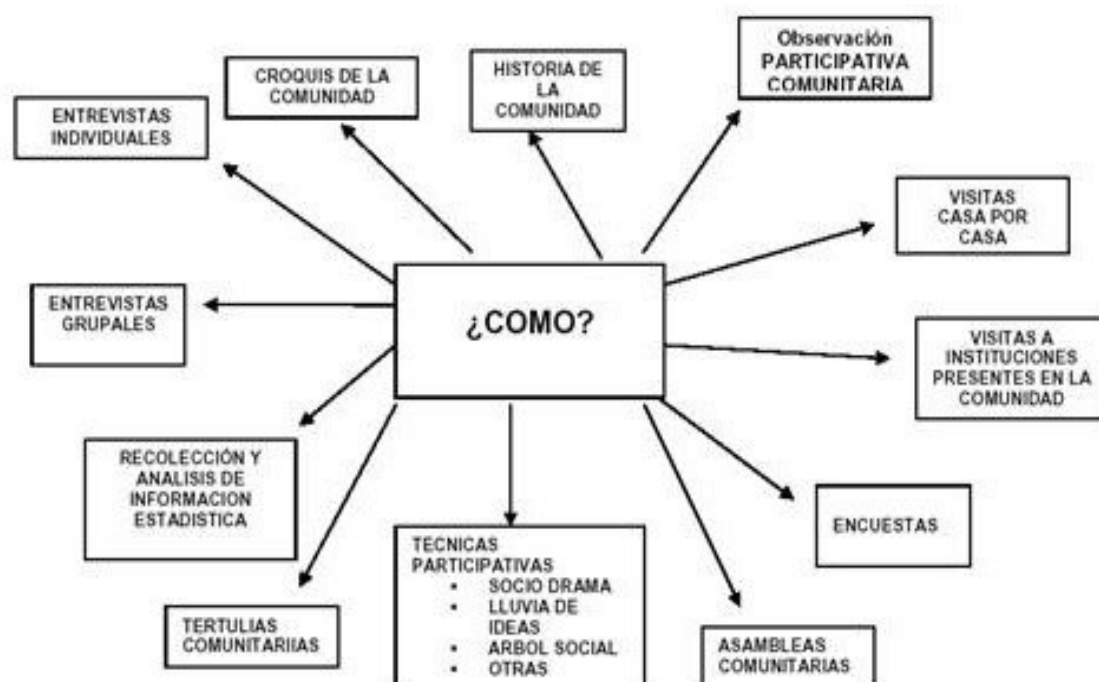 Observación
PARTICIPATIVA
COMUNITARIA
HISTORIA DE
LA
COMUNIDAD
CROQUIS DE LA
COMUNIDAD
ENTREVISTAS
INDIVIDUALES
VISITAS
CASA POR
CASA
¿COMO?
ENTREVISTAS
GRUPALES
VISITAS A
INSTITUCIONES
PRESENTES EN LA
COMUNIDAD
RECOLECCIÓN Y
ANALISIS DE
INFORMACION
ESTADISTICA
ENCUESTAS
TECNICAS
PARTICIPATIVAS
▪ SOCIO DRAMA
▪ LLUVIA DE
IDEAS
▪ ARBOL SOCIAL
▪ OTRAS
TERTULIAS
COMUNITARIIAS
ASAMBLEAS
COMUNITARIAS